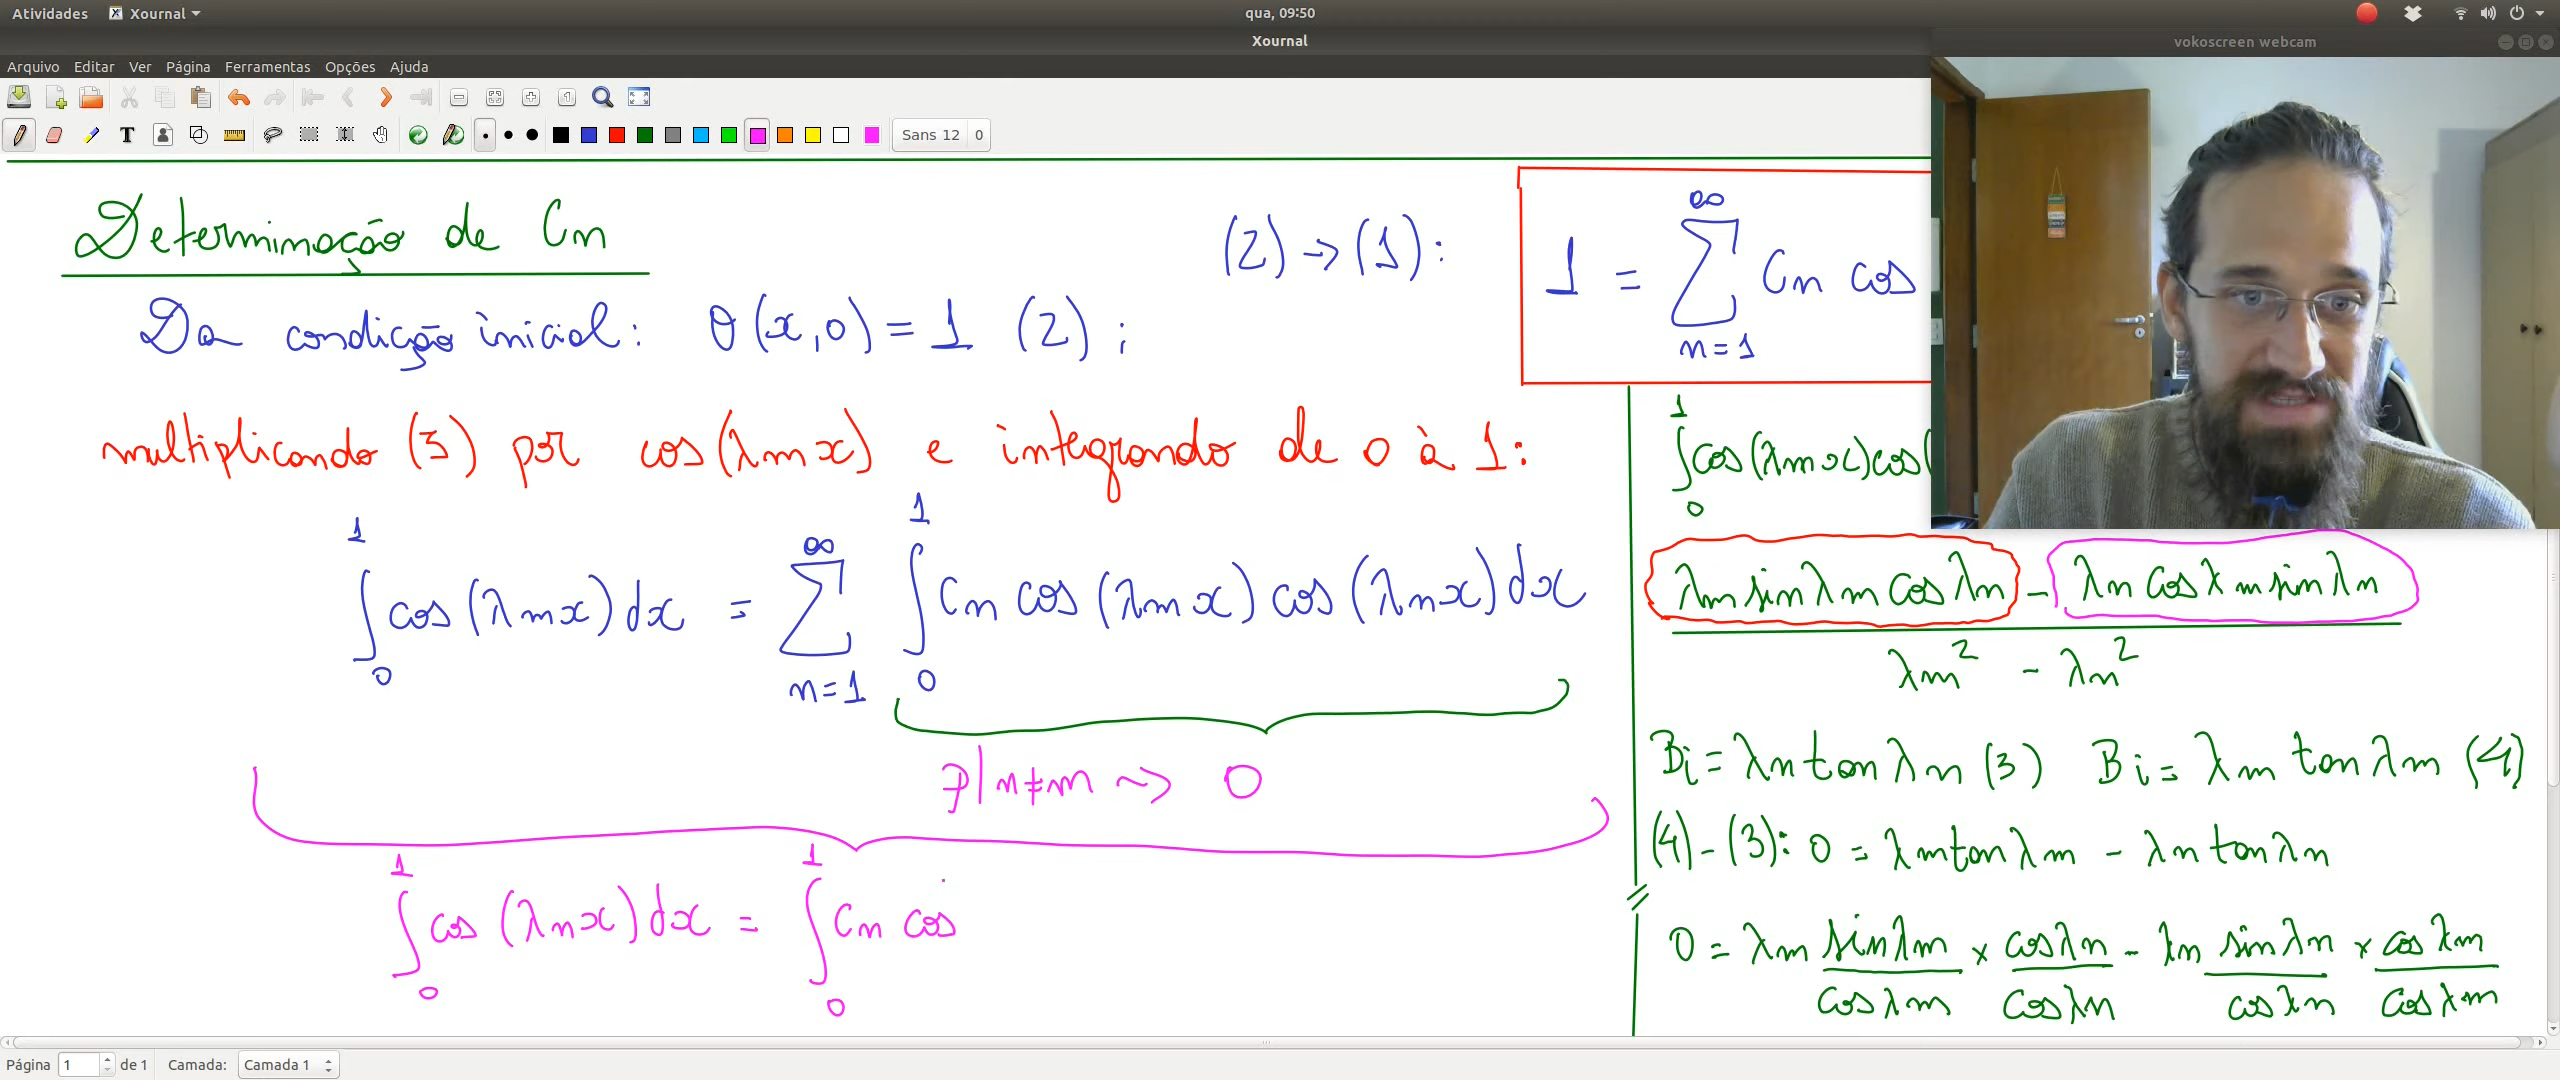 Atividades Xournal qua, 09:50
Xournal
vokoscreen webcam
Arquivo Editar Ver Página Ferramentas Opções Ajuda
Sans 12 0
Determinação de Cn
(2) → (1):
1 = ∑ n=1 ∞ Cn cos
Da condição inicial: θ(x,0) = 1 (2) ;
multiplicando (3) por cos(λm x) e integrando de 0 à 1:
∫ 0 1 cos(λm x)dx = ∑ n=1 ∞ ∫ 0 1 Cn cos(λm x) cos(λn x) dx
p/ n≠m ~> 0
∫ 0 1 cos(λn x)dx = ∫ 0 1 Cn cos
∫ 0 1 cos(λm x)cos(
λm sin λm cos λn - λn cos λm sin λn
λm² - λn²
Bi = λn tan λn (3) Bi = λm tan λm (4)
(4) - (3): 0 = λm tan λm - λn tan λn
0 = λm sin λm / cos λm × cos λn / cos λn - λn sin λn / cos λn × cos λm / cos λm
Página 1 de 1 Camada: Camada 1